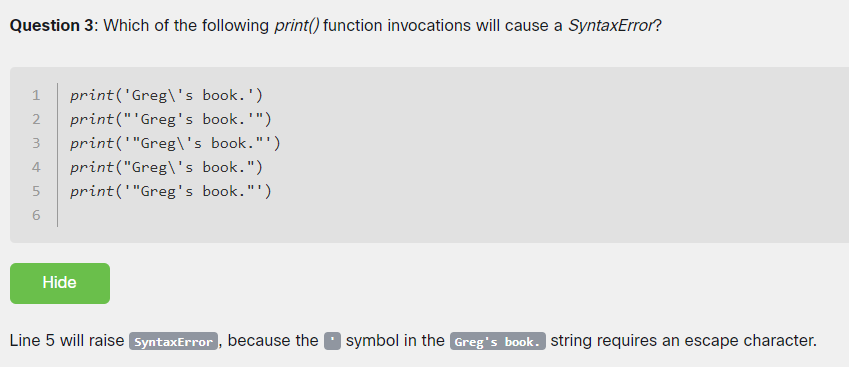 Question 3: Which of the following print() function invocations will cause a SyntaxError?
1 print('Greg\'s book.')
2 print("'Greg's book.'")
3 print('"Greg\'s book."')
4 print("Greg\'s book.")
5 print('"Greg's book."')
6
Hide
Line 5 will raise SyntaxError, because the ' symbol in the Greg's book. string requires an escape character.